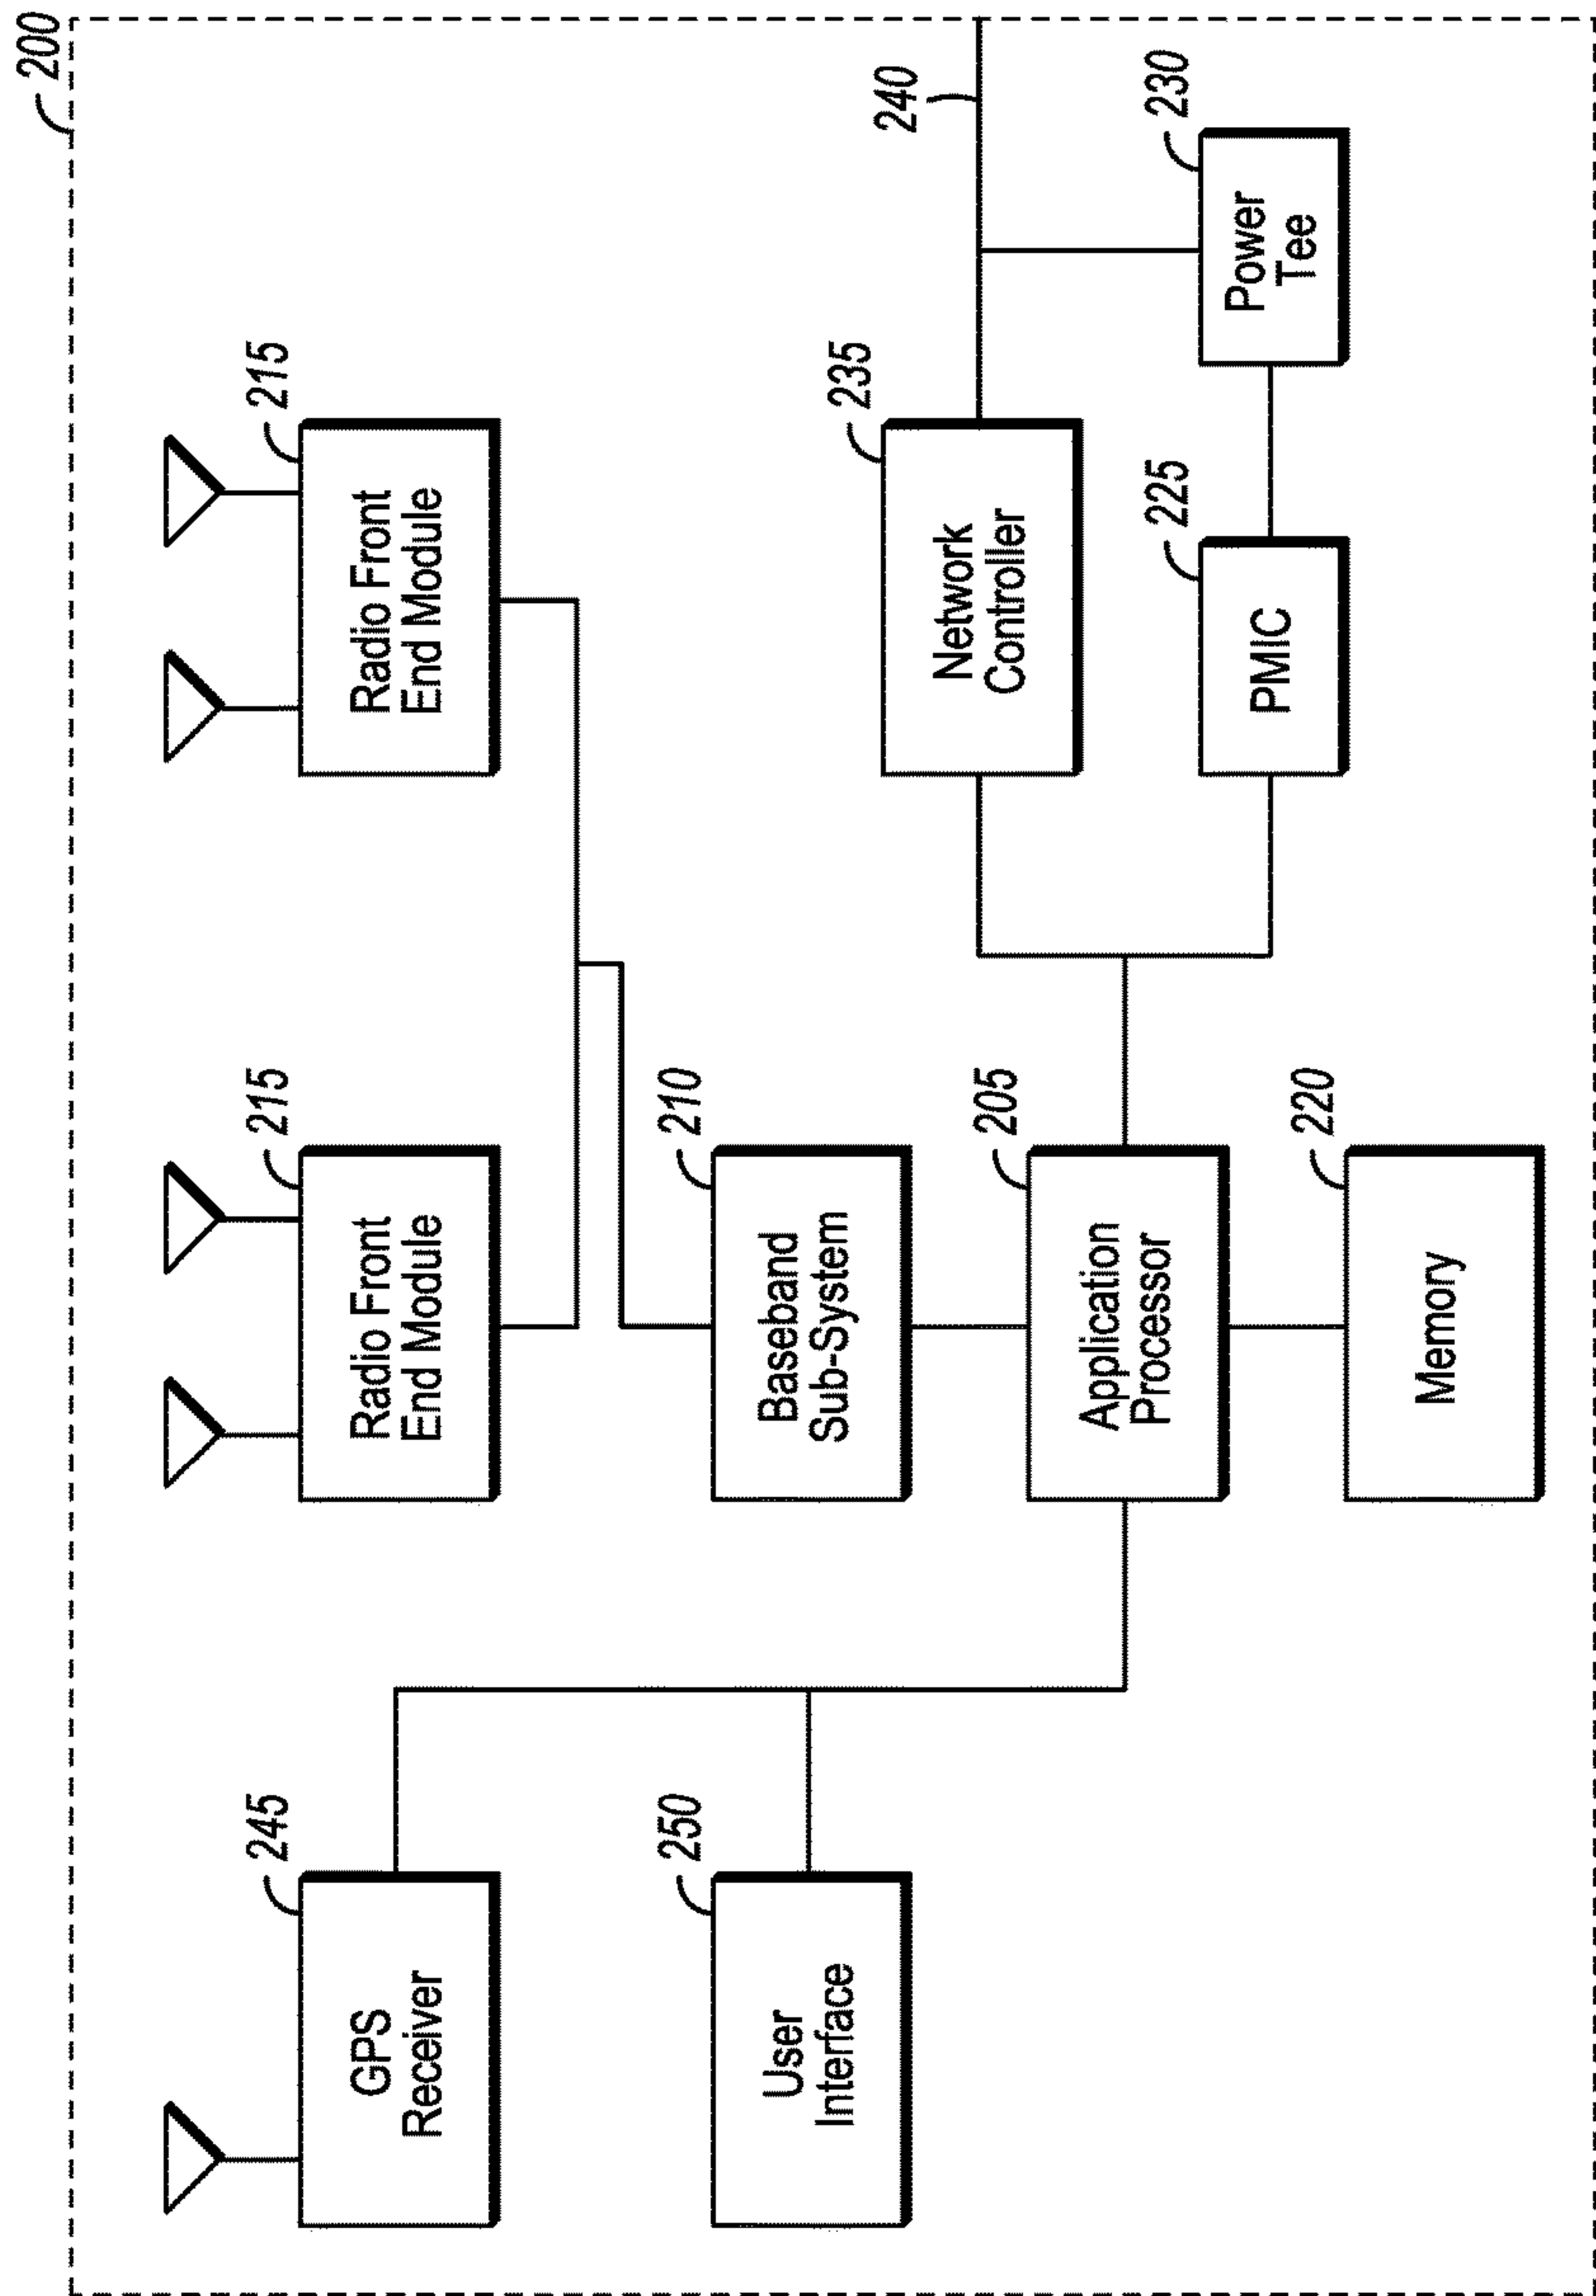 200
215
Radio Front
End Module
215
Radio Front
End Module
245
GPS
Receiver
250
User
Interface
210
Baseband
Sub-System
205
Application
Processor
220
Memory
235
Network
Controller
240
225
PMIC
230
Power
Tee